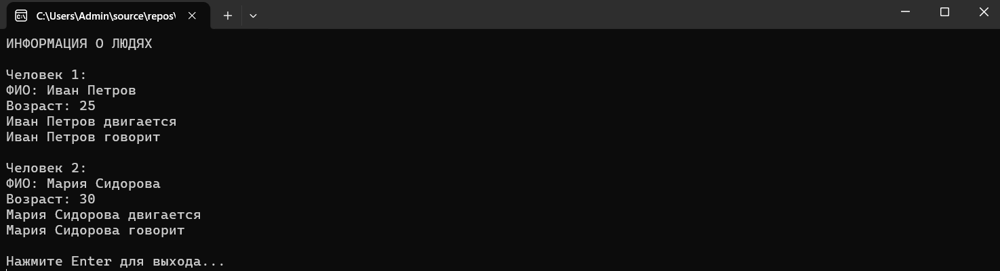 C:\Users\Admin\source\repos\
ИНФОРМАЦИЯ О ЛЮДЯХ
Человек 1:
ФИО: Иван Петров
Возраст: 25
Иван Петров двигается
Иван Петров говорит
Человек 2:
ФИО: Мария Сидорова
Возраст: 30
Мария Сидорова двигается
Мария Сидорова говорит
Нажмите Enter для выхода...